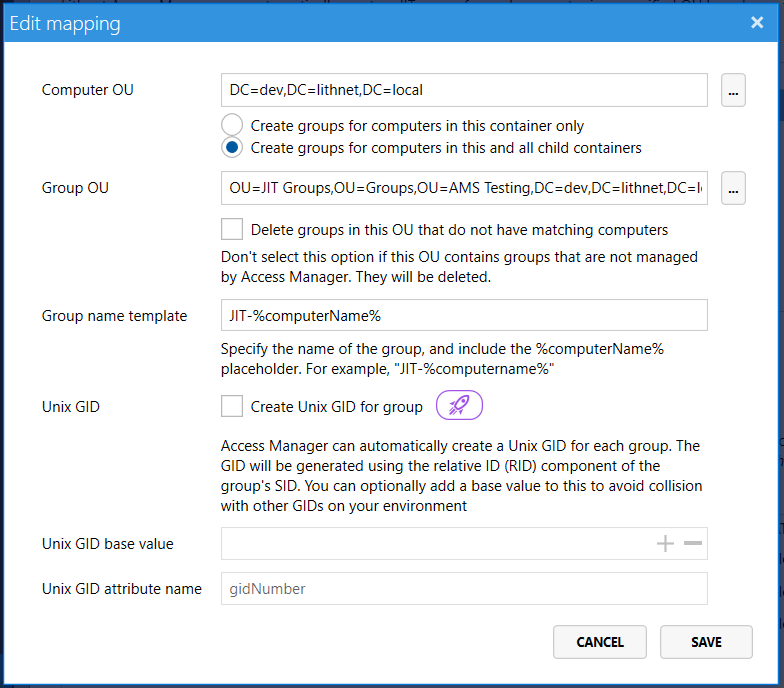 Edit mapping
Computer OU
DC=dev,DC=lithnet,DC=local
...
Create groups for computers in this container only
Create groups for computers in this and all child containers
Group OU
OU=JIT Groups,OU=Groups,OU=AMS Testing,DC=dev,DC=lithnet,DC=l
...
Delete groups in this OU that do not have matching computers
Don't select this option if this OU contains groups that are not managed
by Access Manager. They will be deleted.
Group name template
JIT-%computerName%
Specify the name of the group, and include the %computerName%
placeholder. For example, "JIT-%computername%"
Unix GID
Create Unix GID for group
Access Manager can automatically create a Unix GID for each group. The
GID will be generated using the relative ID (RID) component of the
group's SID. You can optionally add a base value to this to avoid collision
with other GIDs on your environment
Unix GID base value
Unix GID attribute name
gidNumber
CANCEL
SAVE